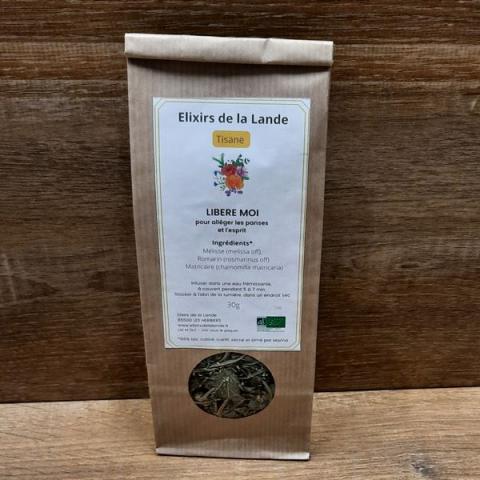 Elixirs de la Lande
Tisane
LIBERE MOI
pour alléger les panses
et l'esprit
Ingrédients*
Mélisse (melissa off),
Romarin (rosmarinus off)
Matricaire (chamomilla matricaria)
Infuser dans une eau frémissante,
à couvert pendant 5 à 7 min
Stocker à l'abri de la lumière, dans un endroit sec
30g
Elixirs de la Lande
85500 LES HERBIERS